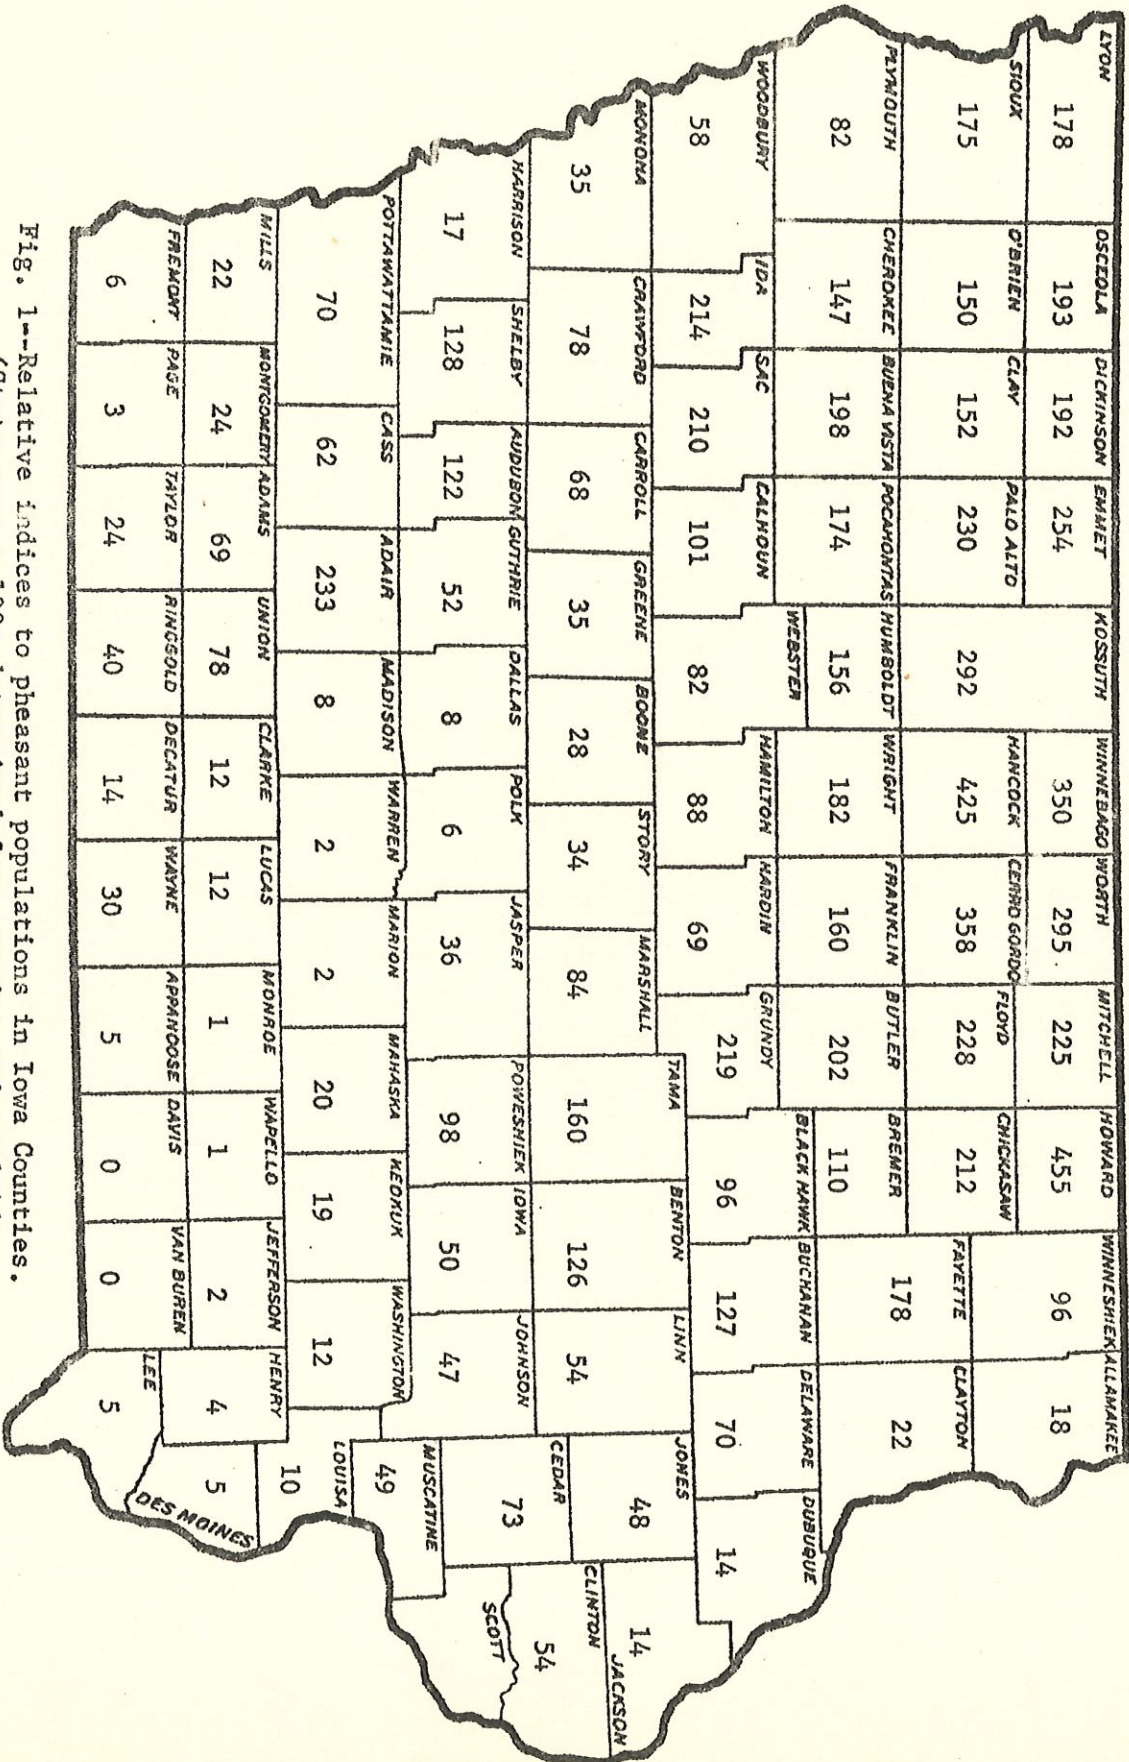 LYON OSCEOLA DICKINSON EMMET KOSSUTH WINNEBAGO WORTH MITCHELL HOWARD WINNESHIEK ALLAMAKEE
178 193 192 254 350 295 225 455 96 18
SIOUX O'BRIEN CLAY PALO ALTO HANCOCK CERRO GORDO FLOYD CHICKASAW
175 150 152 230 292 425 358 228 212
FAYETTE CLAYTON
178 22
PLYMOUTH CHEROKEE BUENA VISTA POCAHONTAS HUMBOLDT WRIGHT FRANKLIN BUTLER BREMER
82 147 198 174 156 182 160 202 110
BLACK HAWK BUCHANAN DELAWARE DUBUQUE
WOODBURY IDA SAC CALHOUN WEBSTER HAMILTON HARDIN GRUNDY
58 214 210 101 82 88 69 219 96 127 70 14
TAMA BENTON LINN JONES
MONONA CRAWFORD CARROLL GREENE BOONE STORY MARSHALL
JACKSON
48 14
35 78 68 35 28 34 84 160 126 54
CLINTON
54
CEDAR
73
HARRISON SHELBY AUDUBON GUTHRIE DALLAS POLK JASPER POWESHIEK IOWA JOHNSON
SCOTT
17 128 122 52 8 6 36 98 50 47
MUSCATINE
49
POTTAWATTAMIE CASS ADAIR MADISON WARREN MARION MAHASKA KEOKUK WASHINGTON
LOUISA
70 62 233 8 2 2 20 19 12
10
MILLS MONTGOMERY ADAMS UNION CLARKE LUCAS MONROE WAPELLO JEFFERSON HENRY
22 24 69 78 12 12 1 1 2 4 5
DES MOINES
FREMONT PAGE TAYLOR RINGGOLD DECATUR WAYNE APPANOOSE DAVIS VAN BUREN LEE
6 3 24 40 14 30 5 0 0 5
Fig. 1--Relative indices to pheasant populations in Iowa Counties.